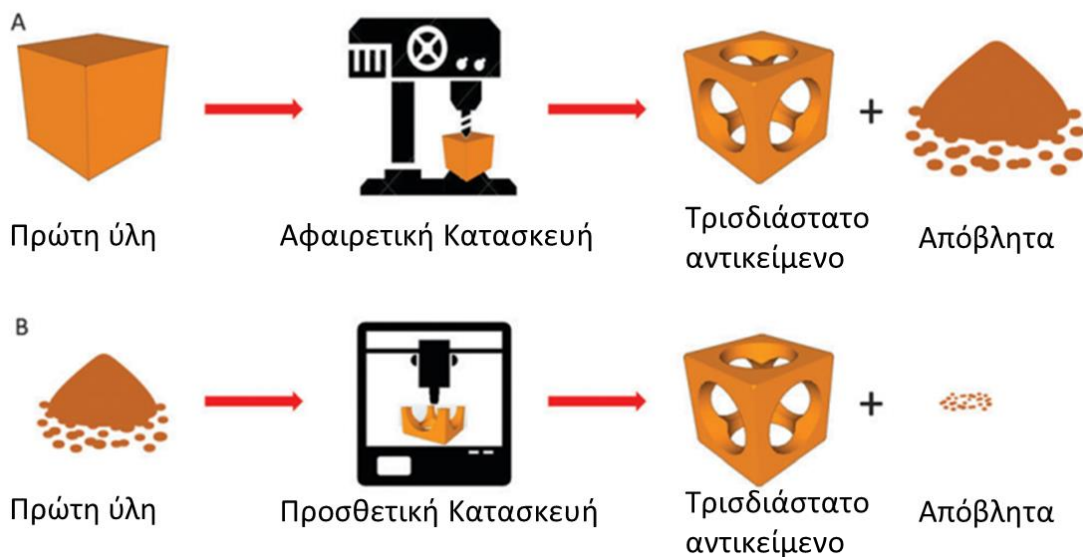 A
+
Πρώτη ύλη
Αφαιρετική Κατασκευή
Τρισδιάστατο
αντικείμενο
Απόβλητα
B
+
Πρώτη ύλη
Προσθετική Κατασκευή
Τρισδιάστατο
αντικείμενο
Απόβλητα